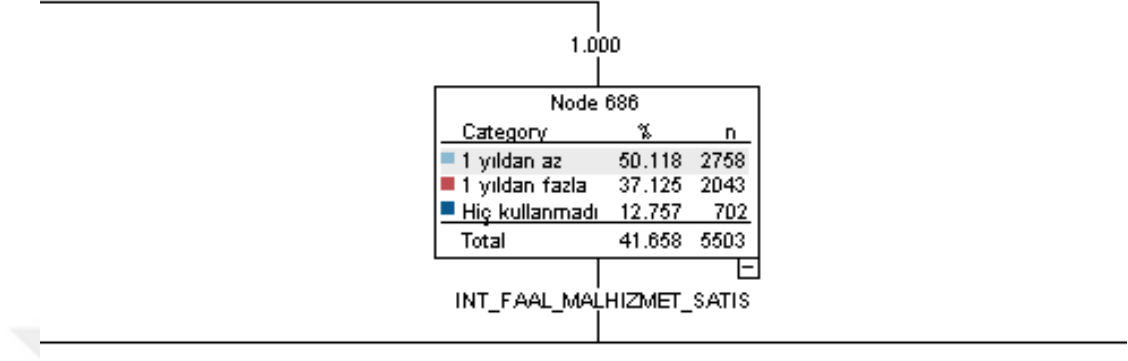 1.000
Node 686
Category % n
1 yıldan az 50.118 2758
1 yıldan fazla 37.125 2043
Hiç kullanmadı 12.757 702
Total 41.658 5503
INT_FAAL_MALHIZMET_SATIS